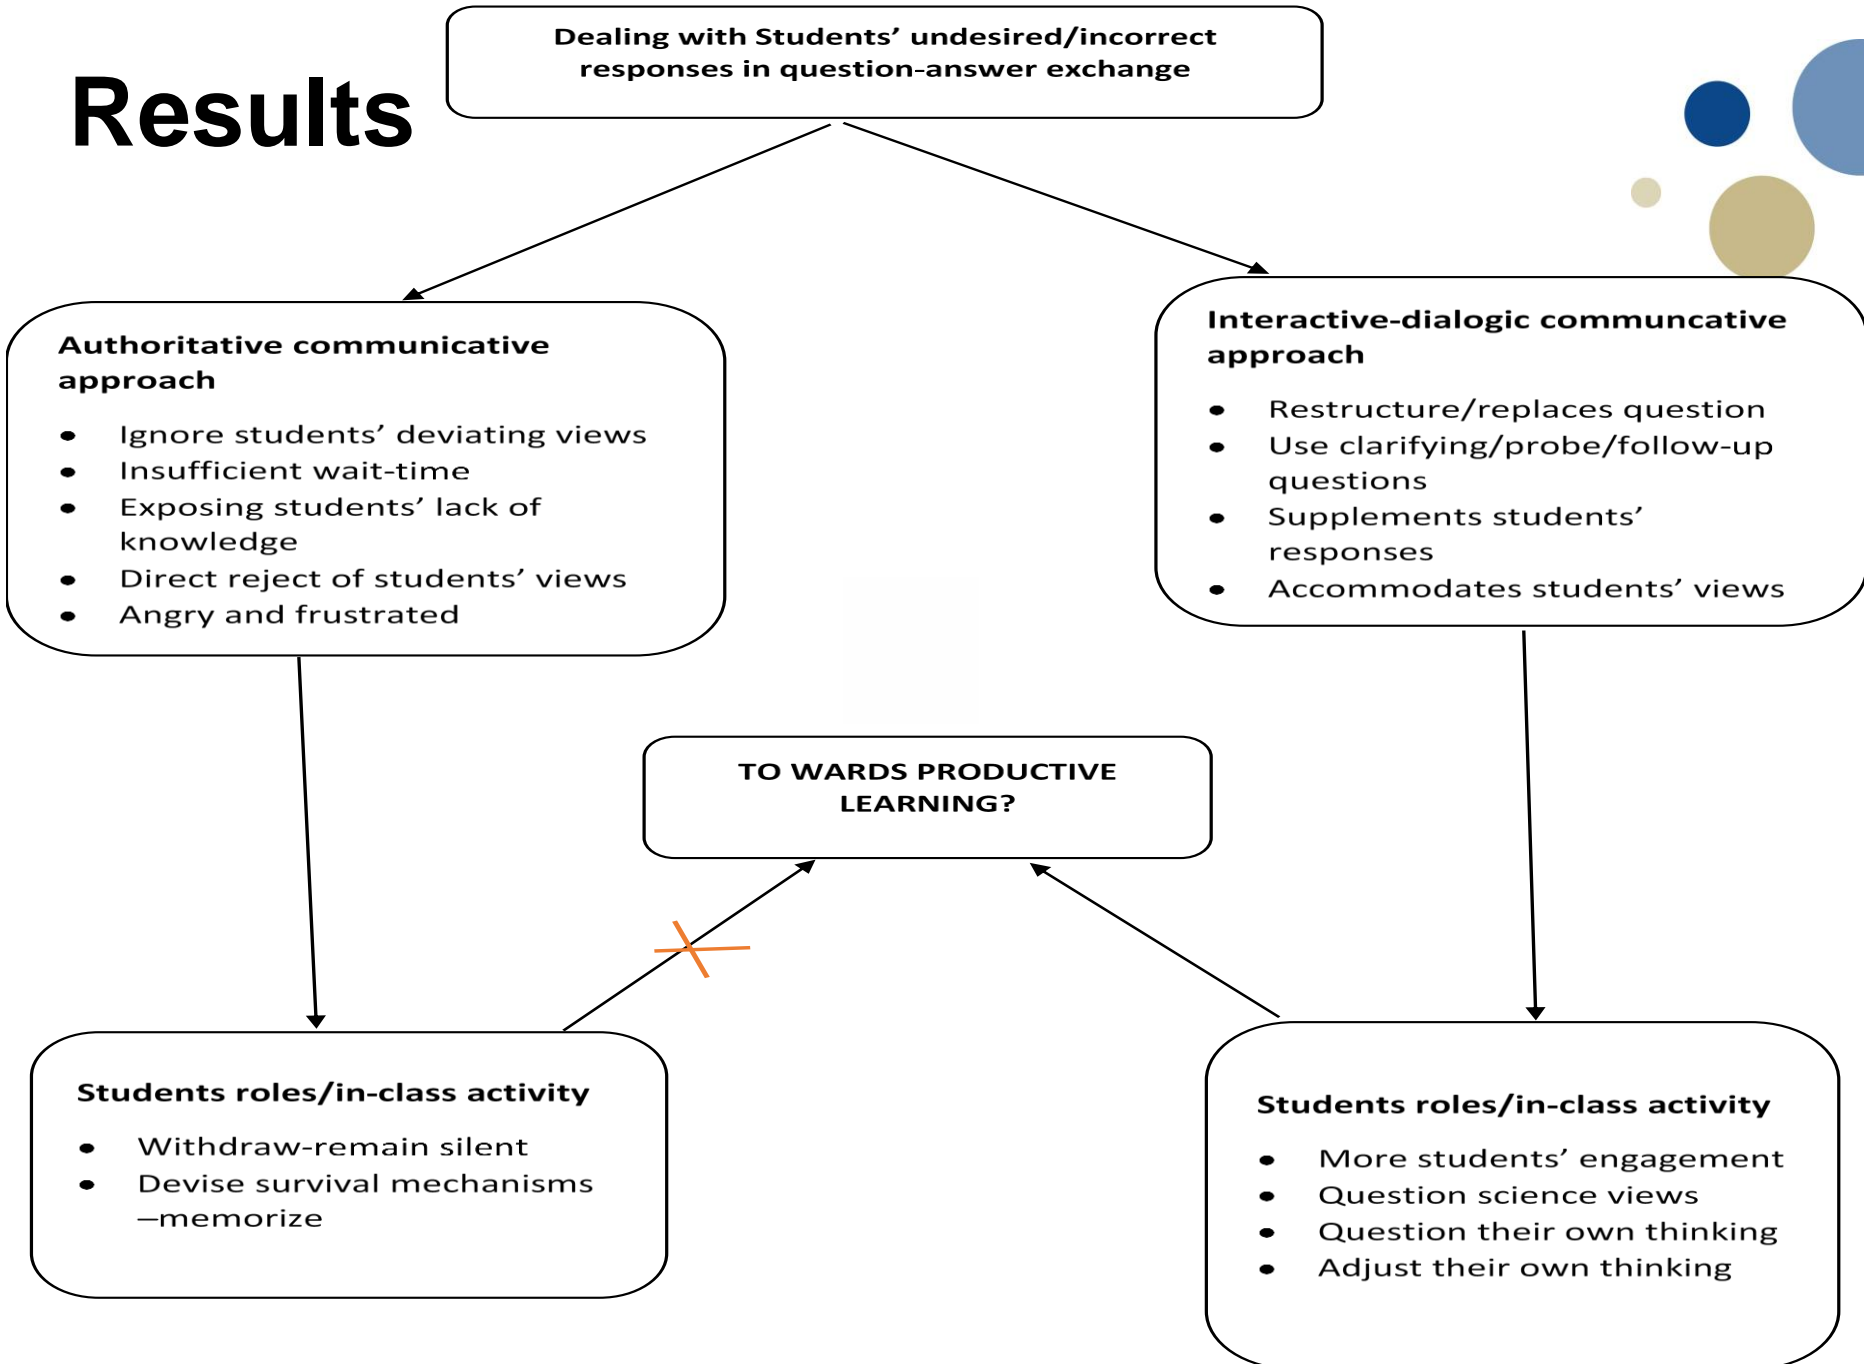 Results
Dealing with Students’ undesired/incorrect
responses in question-answer exchange
Authoritative communicative
approach
● Ignore students’ deviating views
● Insufficient wait-time
● Exposing students’ lack of
knowledge
● Direct reject of students’ views
● Angry and frustrated
Interactive-dialogic communcative
approach
● Restructure/replaces question
● Use clarifying/probe/follow-up
questions
● Supplements students’
responses
● Accommodates students’ views
TO WARDS PRODUCTIVE
LEARNING?
Students roles/in-class activity
● Withdraw-remain silent
● Devise survival mechanisms
–memorize
Students roles/in-class activity
● More students’ engagement
● Question science views
● Question their own thinking
● Adjust their own thinking